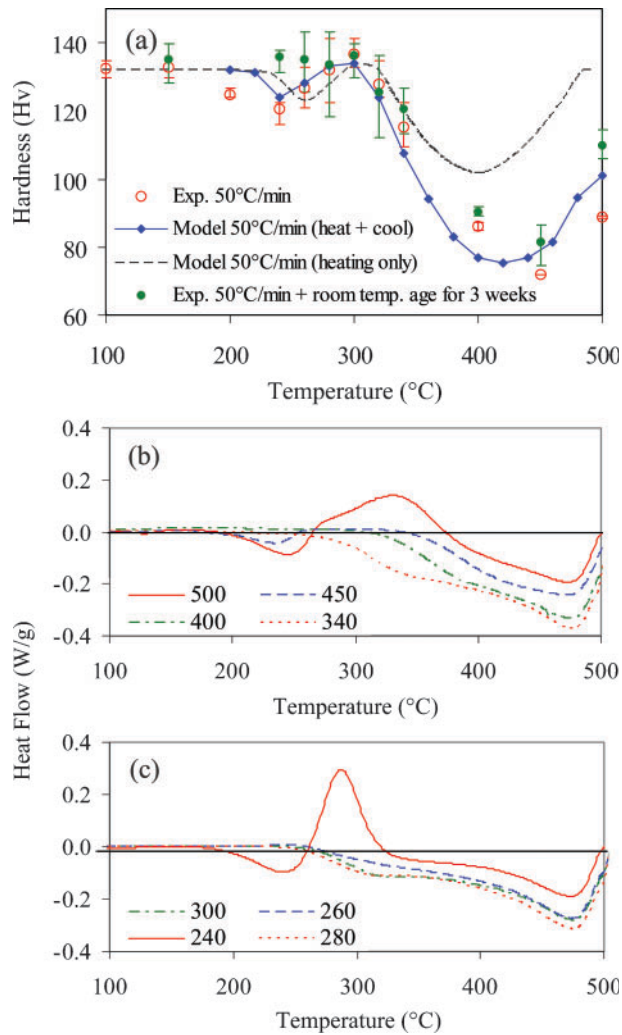 140
(a)
120
100
80
60
Hardness (Hv)
Exp. 50°C/min
Model 50°C/min (heat + cool)
Model 50°C/min (heating only)
Exp. 50°C/min + room temp. age for 3 weeks
100 200 300 400 500
Temperature (°C)
0.4
(b)
0.2
0.0
-0.2
-0.4
500 450
400 340
100 200 300 400 500
Temperature (°C)
Heat Flow (W/g)
0.4
(c)
0.2
0.0
-0.2
-0.4
300 260
240 280
100 200 300 400 500
Temperature (°C)